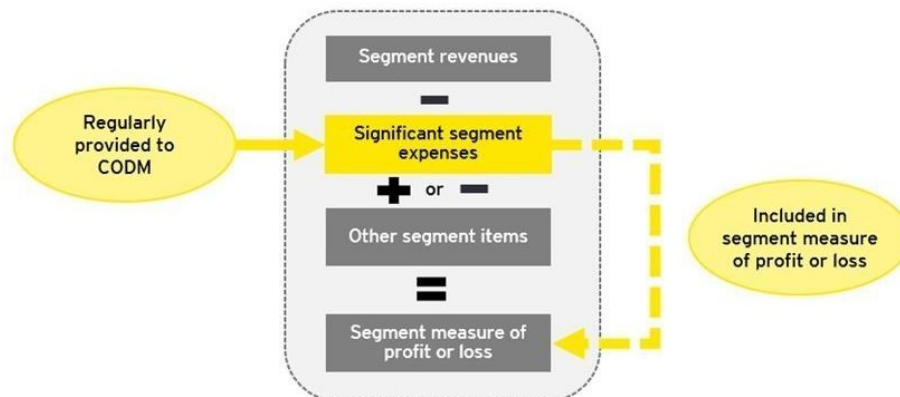 Segment revenues
Regularly
provided to
CODM
Significant segment
expenses
or
Other segment items
Included in
segment measure
of profit or loss
Segment measure of
profit or loss